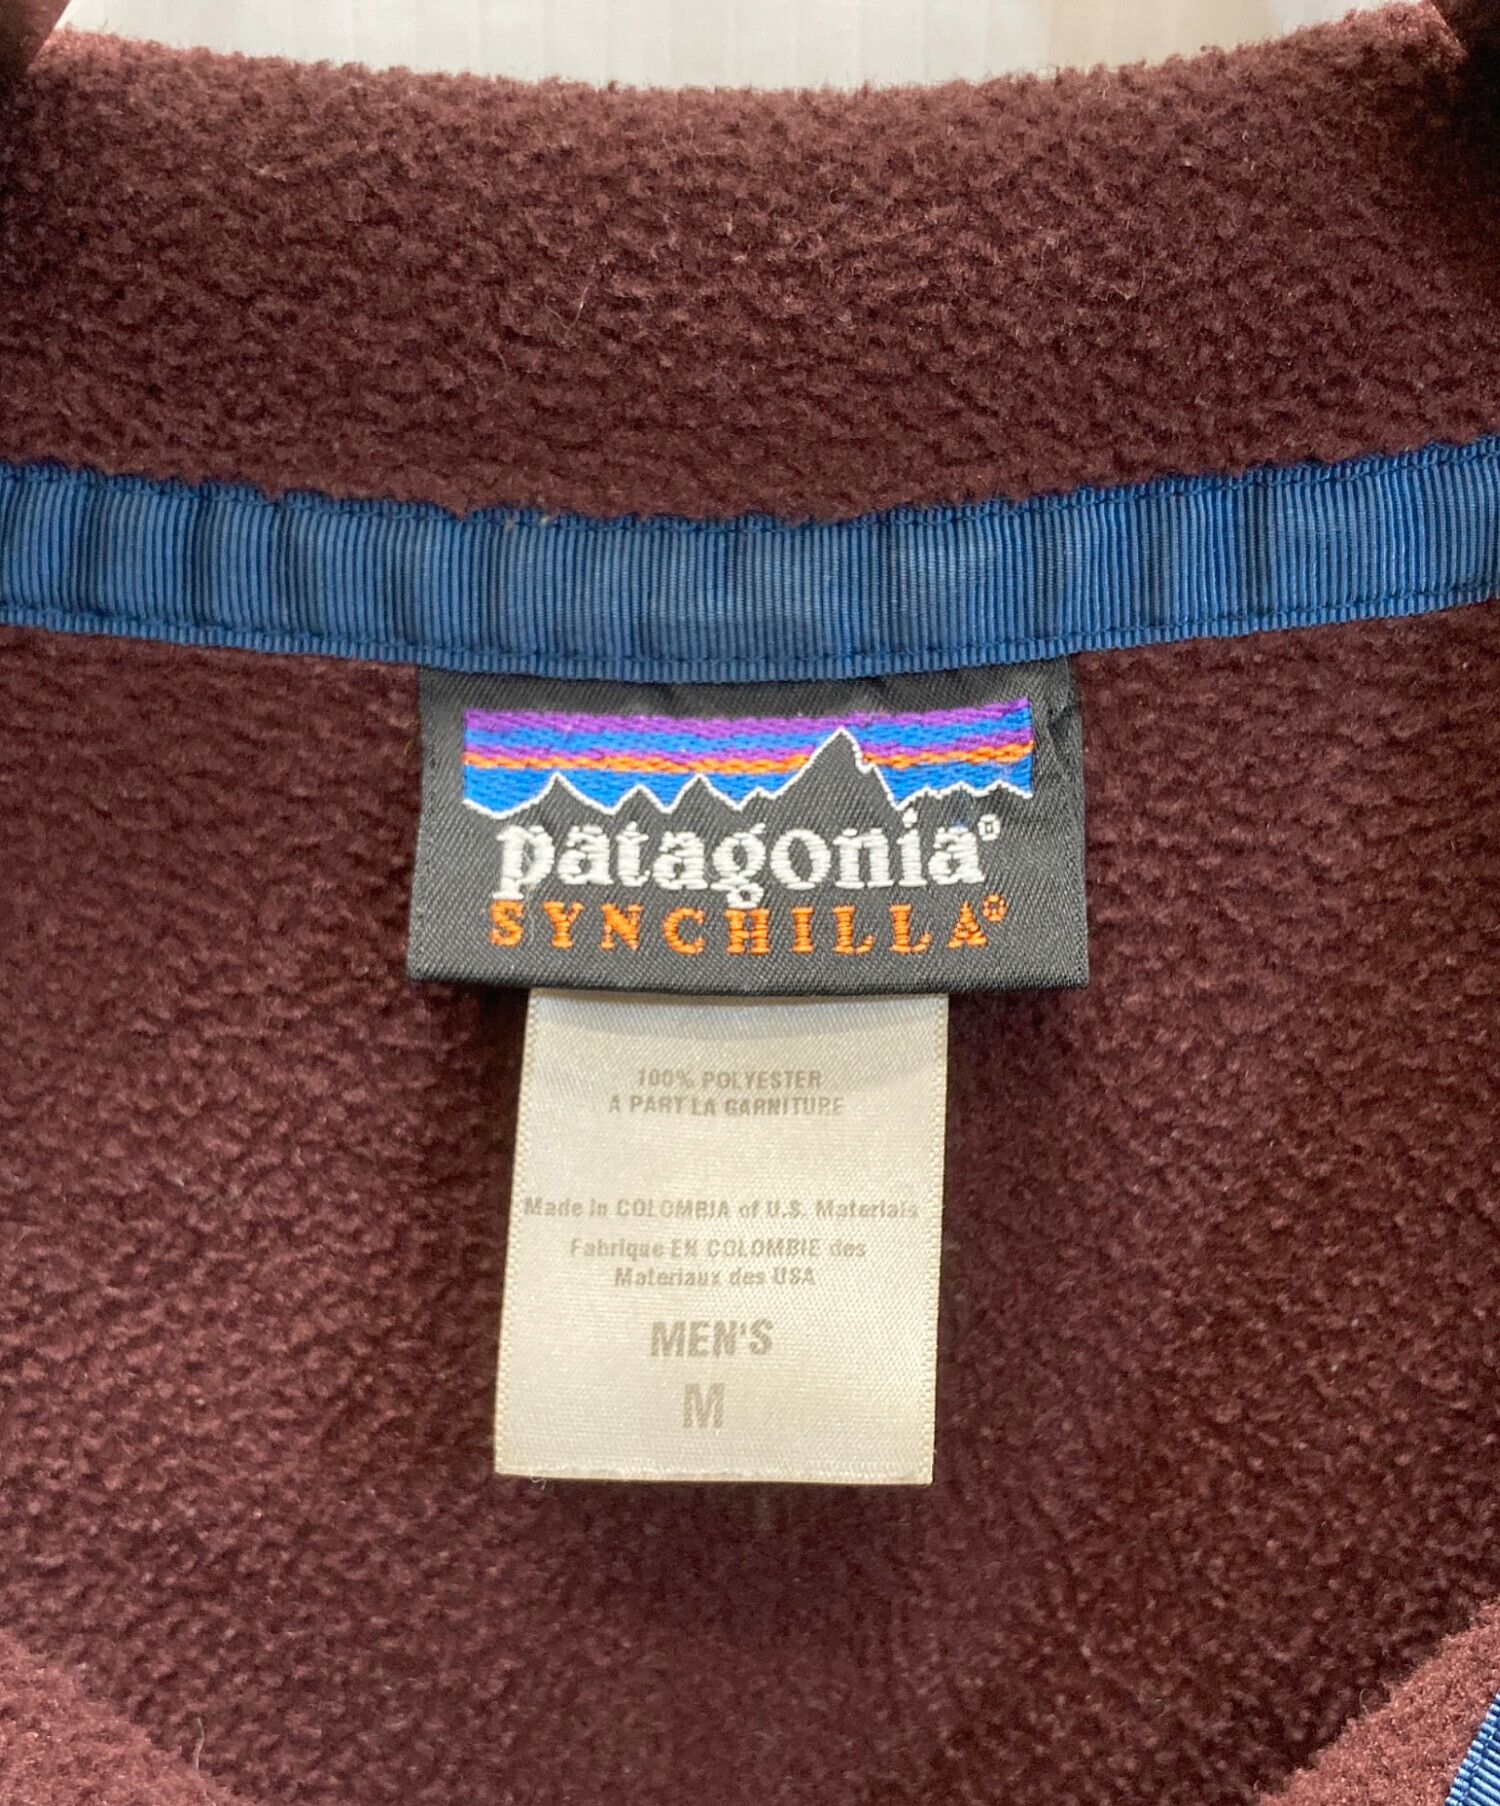 patagonia®
SYNCHILLA®
100% POLYESTER
A PART LA GARNITURE
Made in COLOMBIA of U.S. Materials
Fabrique EN COLOMBIE des
Materiaux des USA
MEN'S
M